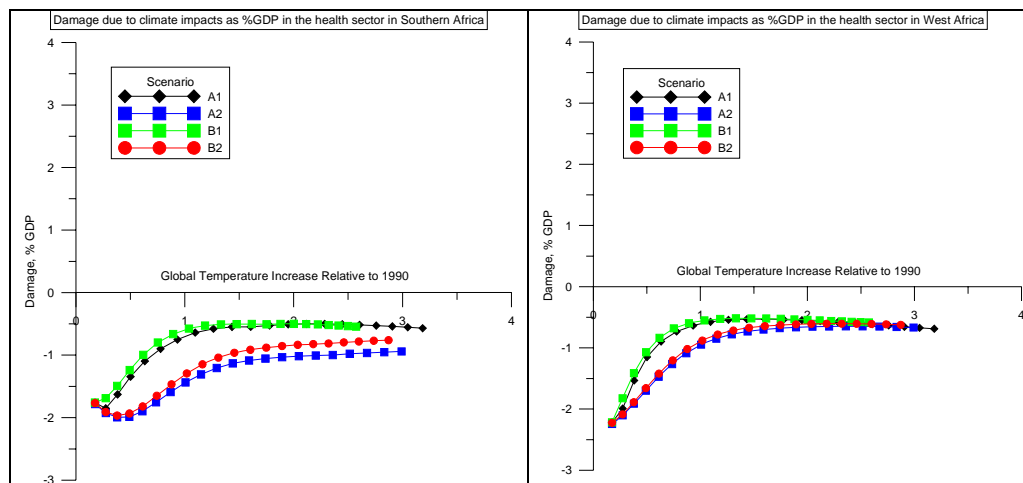 Damage due to climate impacts as %GDP in the health sector in Southern Africa
4
3
2
1
0
-1
-2
-3
Damage, % GDP
Scenario
A1
A2
B1
B2
Global Temperature Increase Relative to 1990
0
1
2
3
4
Damage due to climate impacts as %GDP in the health sector in West Africa
4
3
2
1
0
-1
-2
-3
Damage, % GDP
Scenario
A1
A2
B1
B2
Global Temperature Increase Relative to 1990
0
1
2
3
4